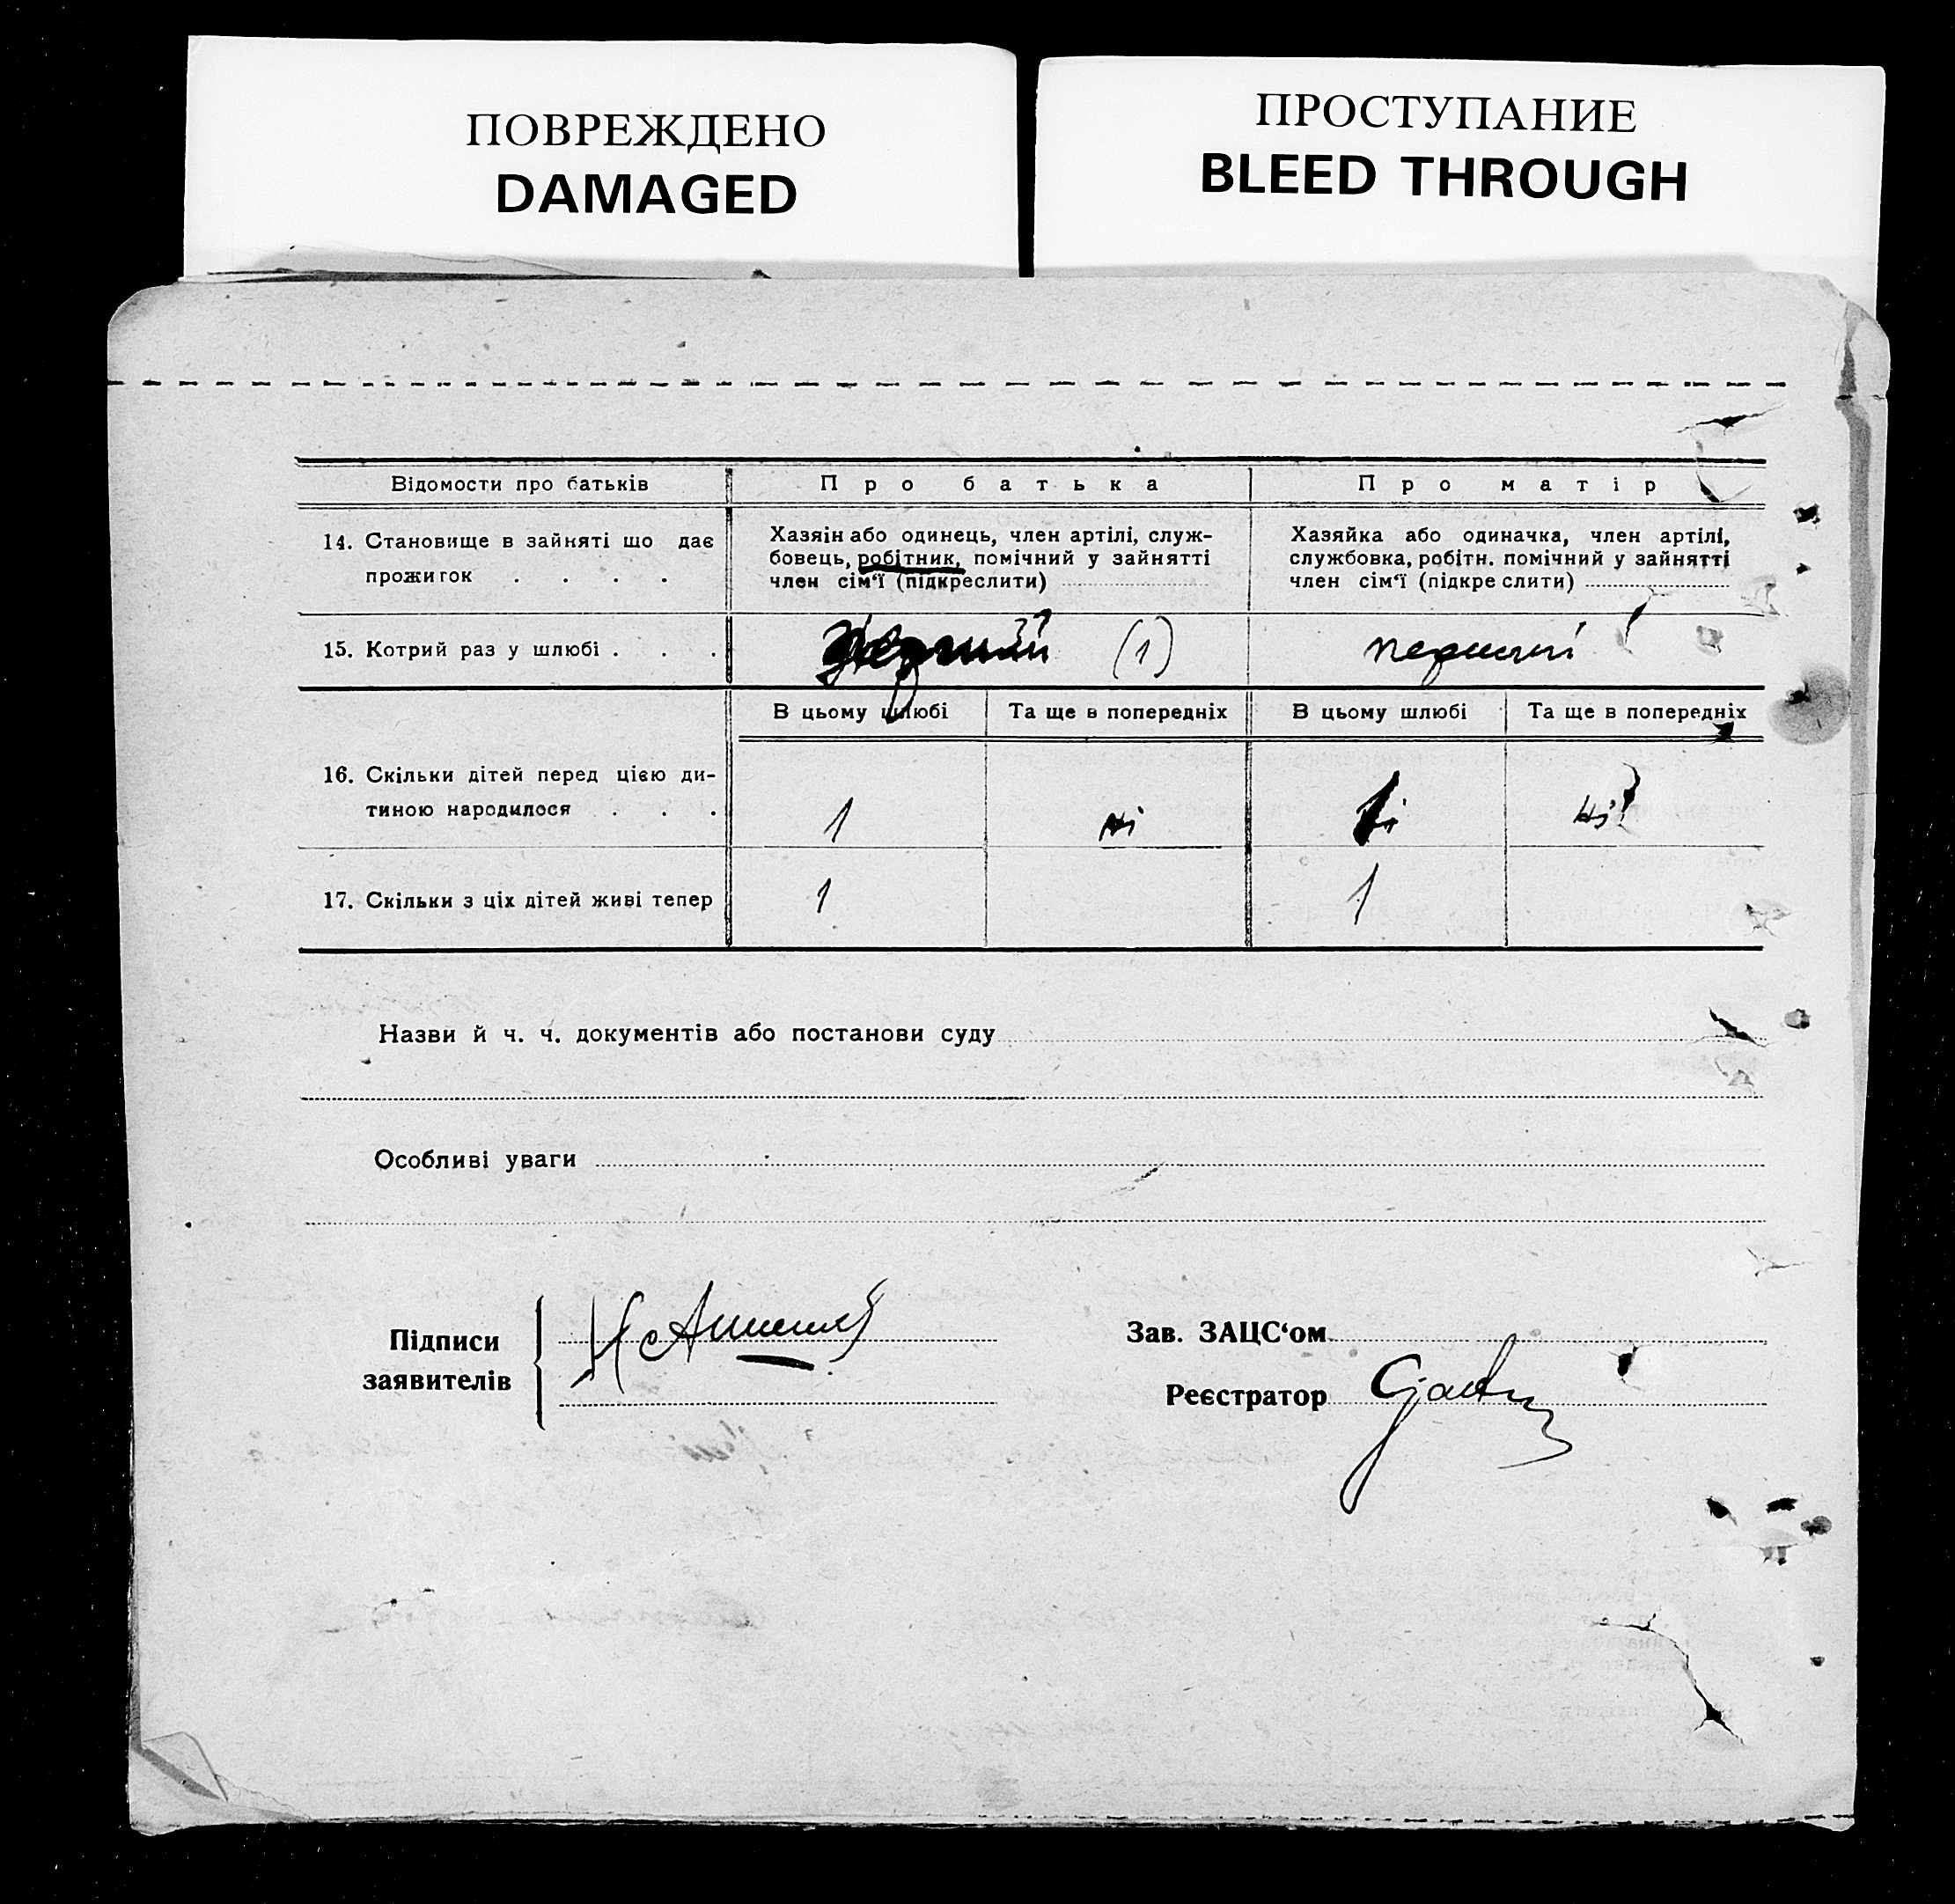 ПОВРЕЖДЕНО
DAMAGED
ПРОСТУПАНИЕ
BLEED THROUGH
Відомости про батьків
Про батька
Про матір
14. Становище в зайняті що дає
прожиток . . . .
Хазяін або одинець, член артілі, служ-
бовець, робітник, помічний у зайнятті
член сім‘ї (підкреслити)
Хазяйка або одиначка, член артілі,
службовка, робітн. помічний у зайнятті
член сім‘ї (підкреслити)
15. Котрий раз у шлюбі . . .
(1)
перший
В цьому шлюбі
Та ще в попередніх
В цьому шлюбі
Та ще в попередніх
16. Скільки дітей перед цією ди-
тиною народилося . . .
1
ні
ні
17. Скільки з ціх дітей живі тепер
1
1
Назви й ч. ч. документів або постанови суду
Особливі уваги
Підписи
заявителів
Зав. ЗАЦС‘ом
Реєстратор